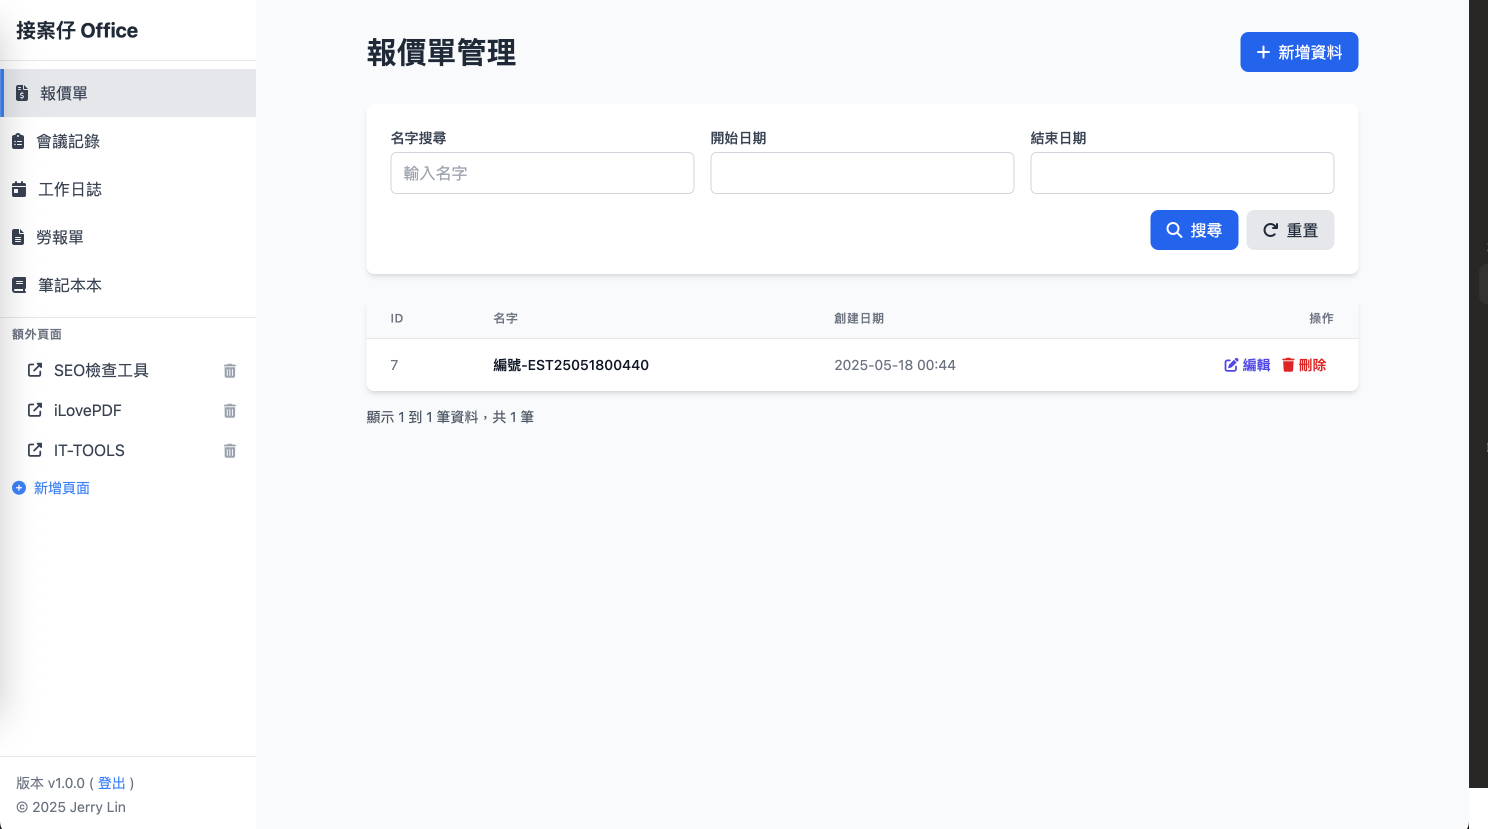 接案仔 Office
報價單
會議記錄
工作日誌
勞報單
筆記本本
額外頁面
SEO檢查工具
iLovePDF
IT-TOOLS
新增頁面
版本 v1.0.0 ( 登出 )
© 2025 Jerry Lin
報價單管理
新增資料
名字搜尋 開始日期 結束日期
輸入名字
搜尋 重置
ID 名字 創建日期 操作
7 編號-EST25051800440 2025-05-18 00:44 編輯 刪除
顯示 1 到 1 筆資料，共 1 筆